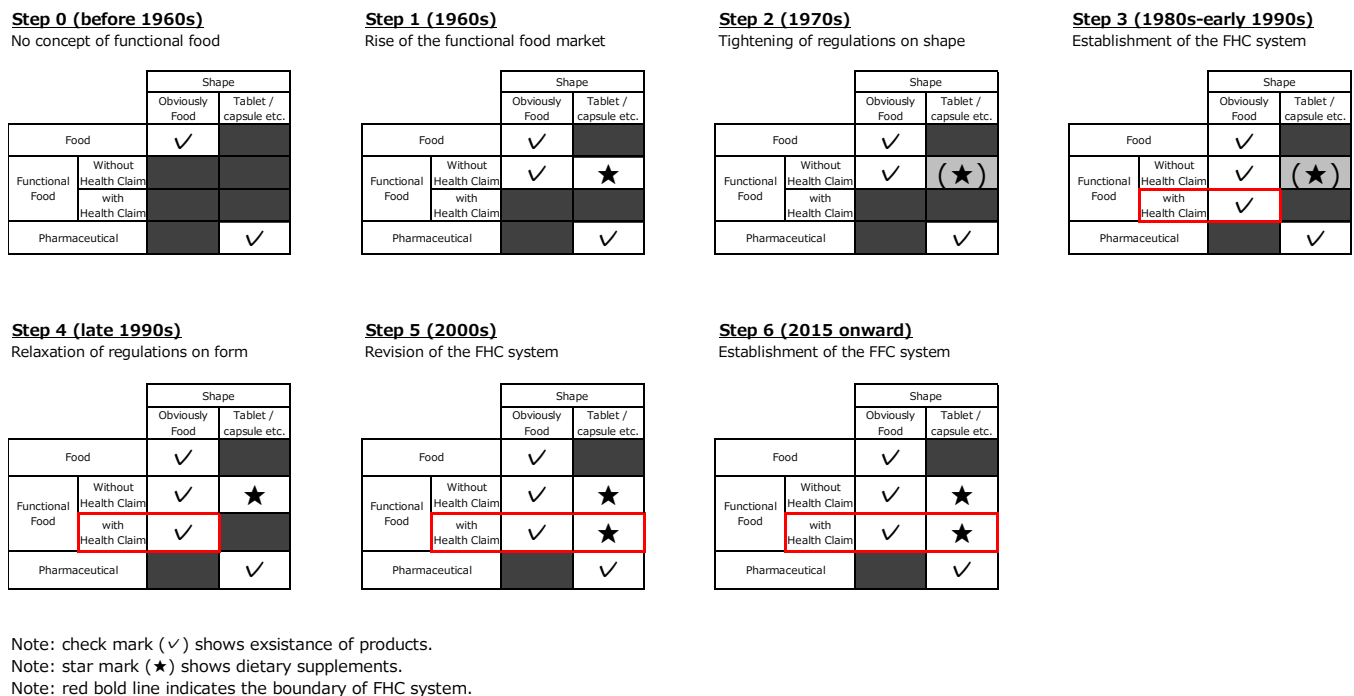 Step 0 (before 1960s)
No concept of functional food
Shape
Obviously Food
Tablet / capsule etc.
Food
✓
Functional Food
Without Health Claim
with Health Claim
Pharmaceutical
✓
Step 1 (1960s)
Rise of the functional food market
Shape
Obviously Food
Tablet / capsule etc.
Food
✓
Functional Food
Without Health Claim
✓ ★
with Health Claim
Pharmaceutical
✓
Step 2 (1970s)
Tightening of regulations on shape
Shape
Obviously Food
Tablet / capsule etc.
Food
✓
Functional Food
Without Health Claim
✓ (★)
with Health Claim
Pharmaceutical
✓
Step 3 (1980s-early 1990s)
Establishment of the FHC system
Shape
Obviously Food
Tablet / capsule etc.
Food
✓
Functional Food
Without Health Claim
✓ (★)
with Health Claim
✓
Pharmaceutical
✓
Step 4 (late 1990s)
Relaxation of regulations on form
Shape
Obviously Food
Tablet / capsule etc.
Food
✓
Functional Food
Without Health Claim
✓ ★
with Health Claim
✓
Pharmaceutical
✓
Step 5 (2000s)
Revision of the FHC system
Shape
Obviously Food
Tablet / capsule etc.
Food
✓
Functional Food
Without Health Claim
✓ ★
with Health Claim
✓ ★
Pharmaceutical
✓
Step 6 (2015 onward)
Establishment of the FFC system
Shape
Obviously Food
Tablet / capsule etc.
Food
✓
Functional Food
Without Health Claim
✓ ★
with Health Claim
✓ ★
Pharmaceutical
✓
Note: check mark (✓) shows exsistance of products.
Note: star mark (★) shows dietary supplements.
Note: red bold line indicates the boundary of FHC system.